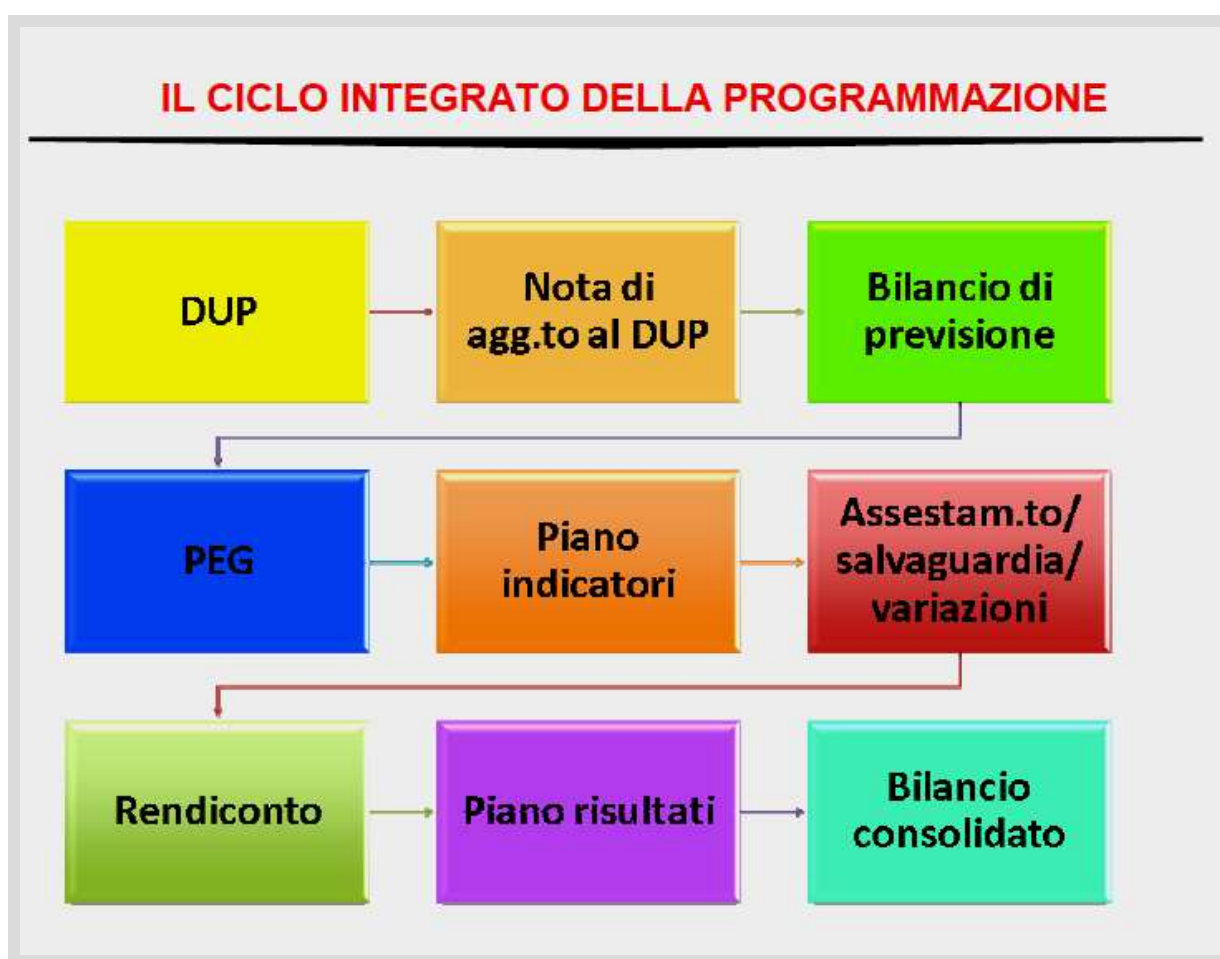 IL CICLO INTEGRATO DELLA PROGRAMMAZIONE
DUP
Nota di
agg.to al DUP
Bilancio di
previsione
PEG
Piano
indicatori
Assestam.to/
salvaguardia/
variazioni
Rendiconto
Piano risultati
Bilancio
consolidato